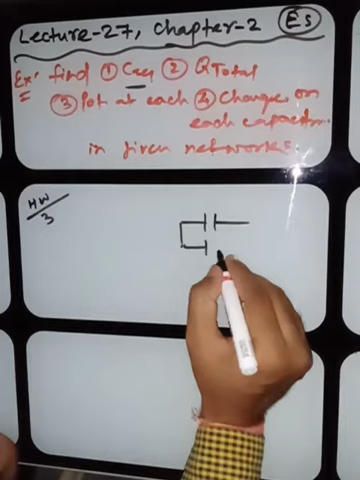 Lecture-27, Chapter-2 Es
Ex: find ① Ceq ② QTotal
③ Pot at each ④ Charge on
each capacitor
in given networks.
HW
3